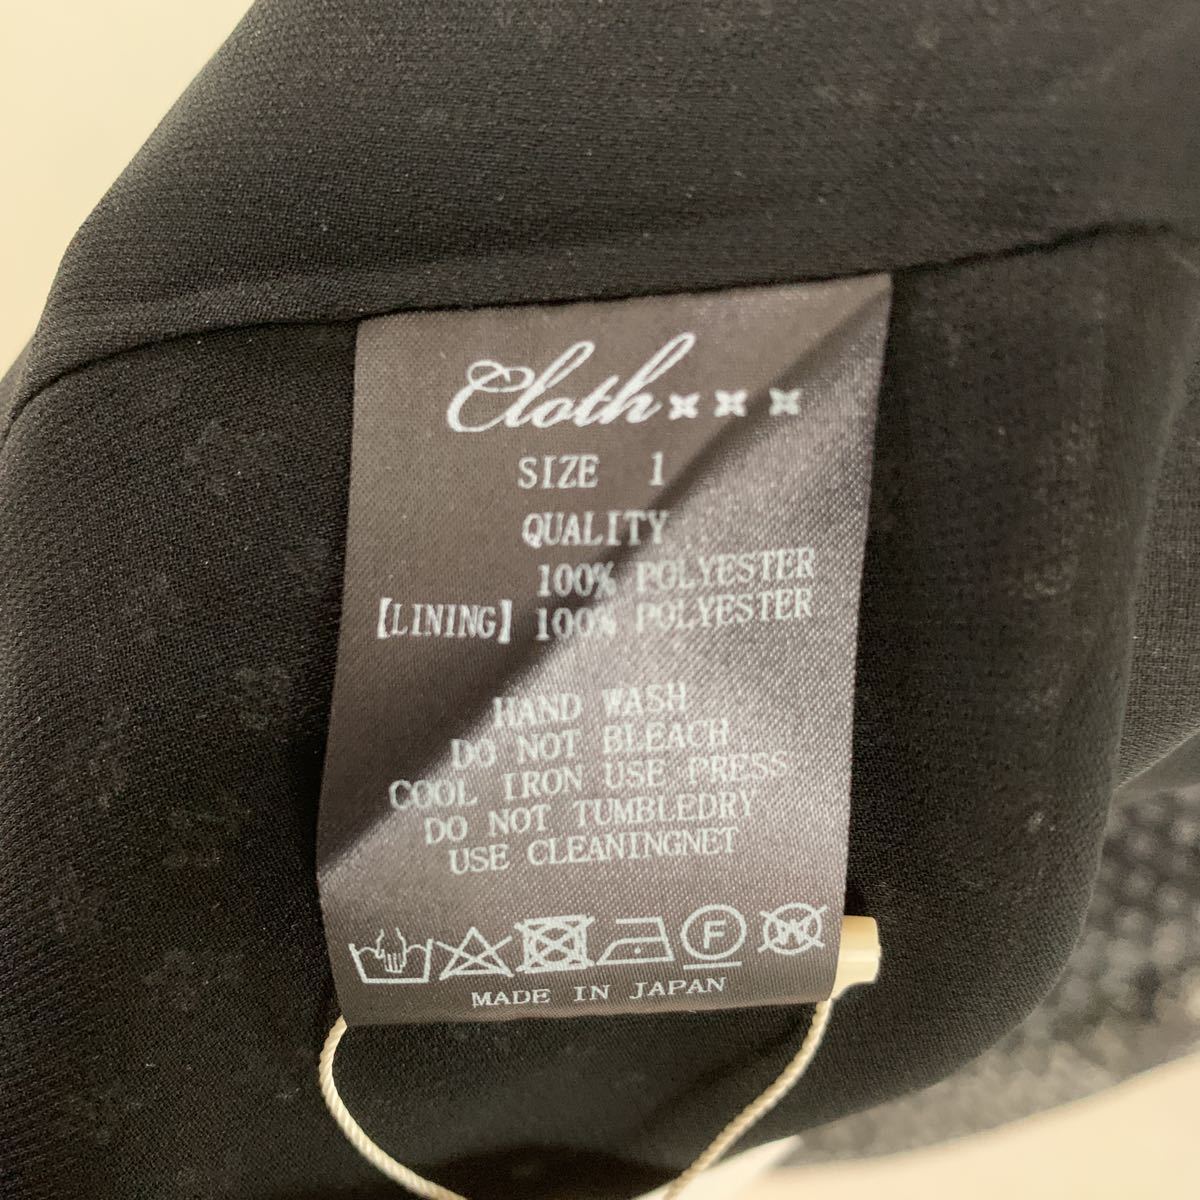 Cloth×××
SIZE 1
QUALITY
100% POLYESTER
【LINING】 100% POLYESTER
HAND WASH
DO NOT BLEACH
COOL IRON USE PRESS
DO NOT TUMBLEDRY
USE CLEANINGNET
F W
MADE IN JAPAN